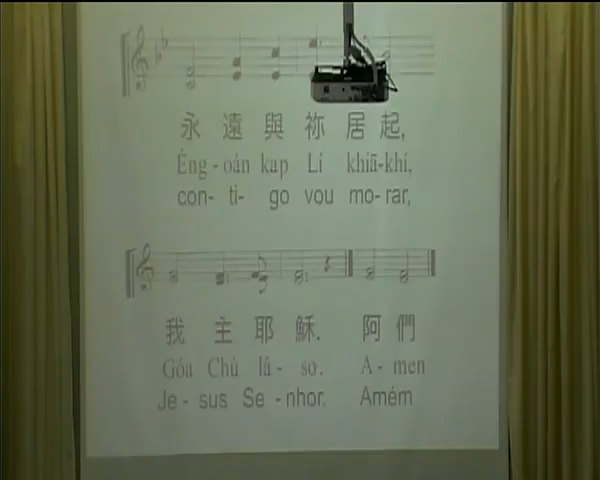 永遠與祢居起,
Éng - oán kap Lí khiā-khí,
con- ti- go vou mo- rar,
我主耶穌. 阿們
Góa Chú Iâ - so. A - men
Je - sus Se - nhor. Amém